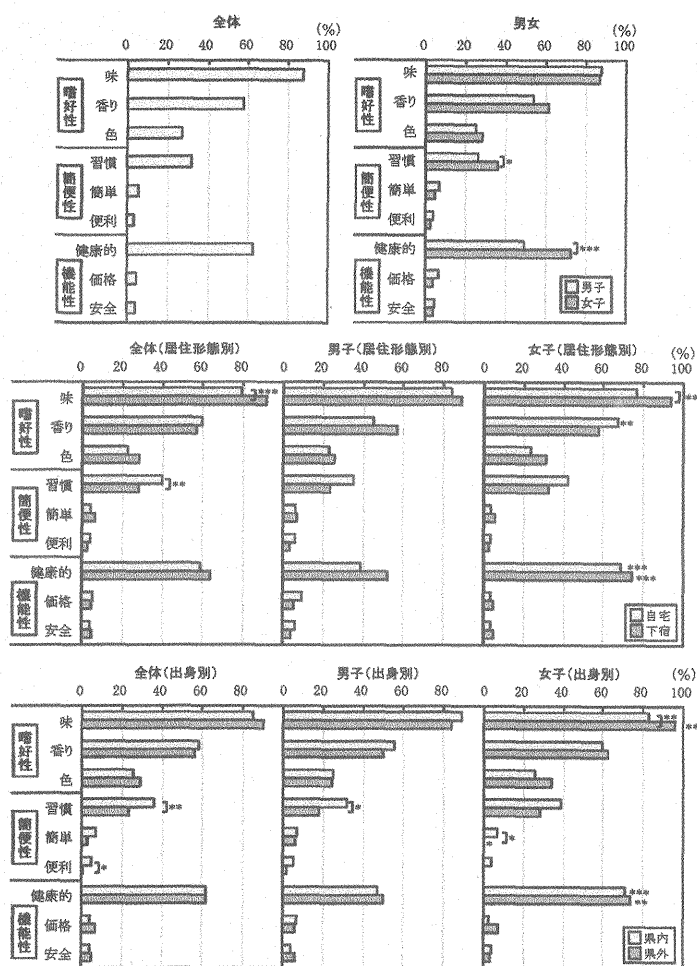 全体
(%)
0 20 40 60 80 100
嗜好性
味
香り
色
簡便性
習慣
簡単
便利
機能性
健康的
価格
安全
男女
(%)
0 20 40 60 80 100
嗜好性
味
香り
色
簡便性
習慣
*
簡単
便利
機能性
健康的
***
価格
安全
男子
女子
全体(居住形態別)
男子(居住形態別)
女子(居住形態別)
(%)
0 20 40 60 80
0 20 40 60 80
0 20 40 60 80 100
嗜好性
味
***
**
香り
**
色
簡便性
習慣
**
簡単
便利
機能性
健康的
***
***
価格
安全
自宅
下宿
全体(出身別)
男子(出身別)
女子(出身別)
(%)
0 20 40 60 80
0 20 40 60 80
0 20 40 60 80 100
嗜好性
味
***
**
香り
色
簡便性
習慣
**
*
簡単
*
*
便利
*
機能性
健康的
***
**
価格
安全
県内
県外